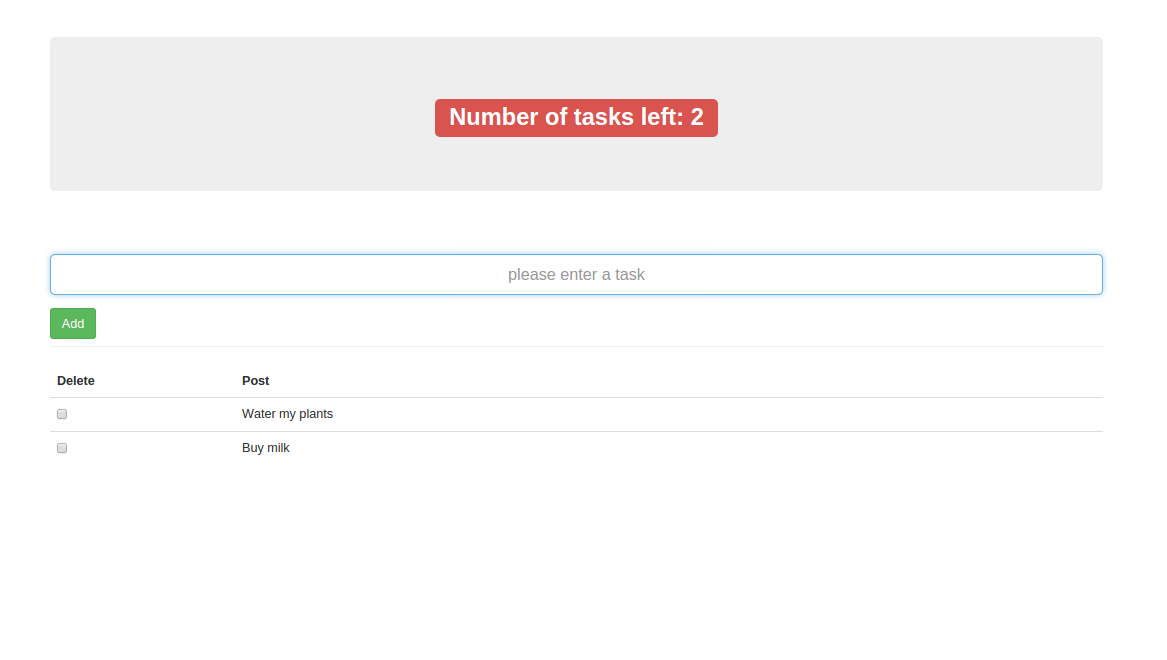 Number of tasks left: 2
please enter a task
Add
Delete Post
Water my plants
Buy milk